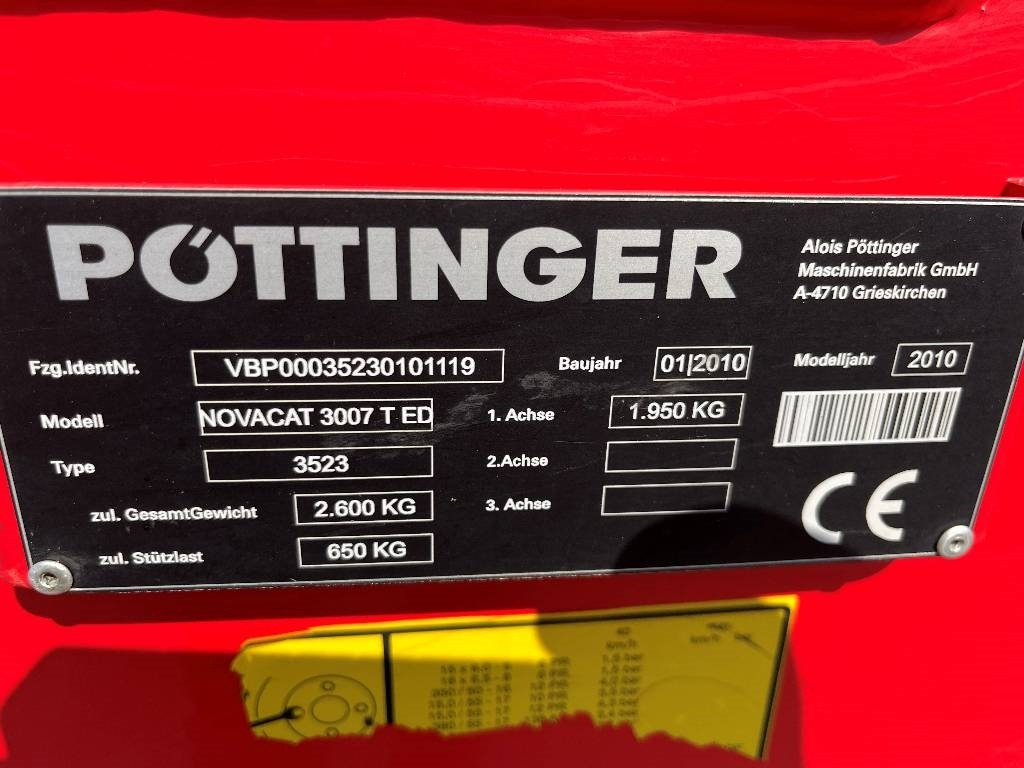 PÖTTINGER
Alois Pöttinger
Maschinenfabrik GmbH
A-4710 Grieskirchen
Fzg.IdentNr. VBP00035230101119 Baujahr 01|2010 Modelljahr 2010
Modell NOVACAT 3007 T ED 1. Achse 1.950 KG
Type 3523 2.Achse
zul. GesamtGewicht 2.600 KG 3. Achse
zul. Stützlast 650 KG
CE
km/h